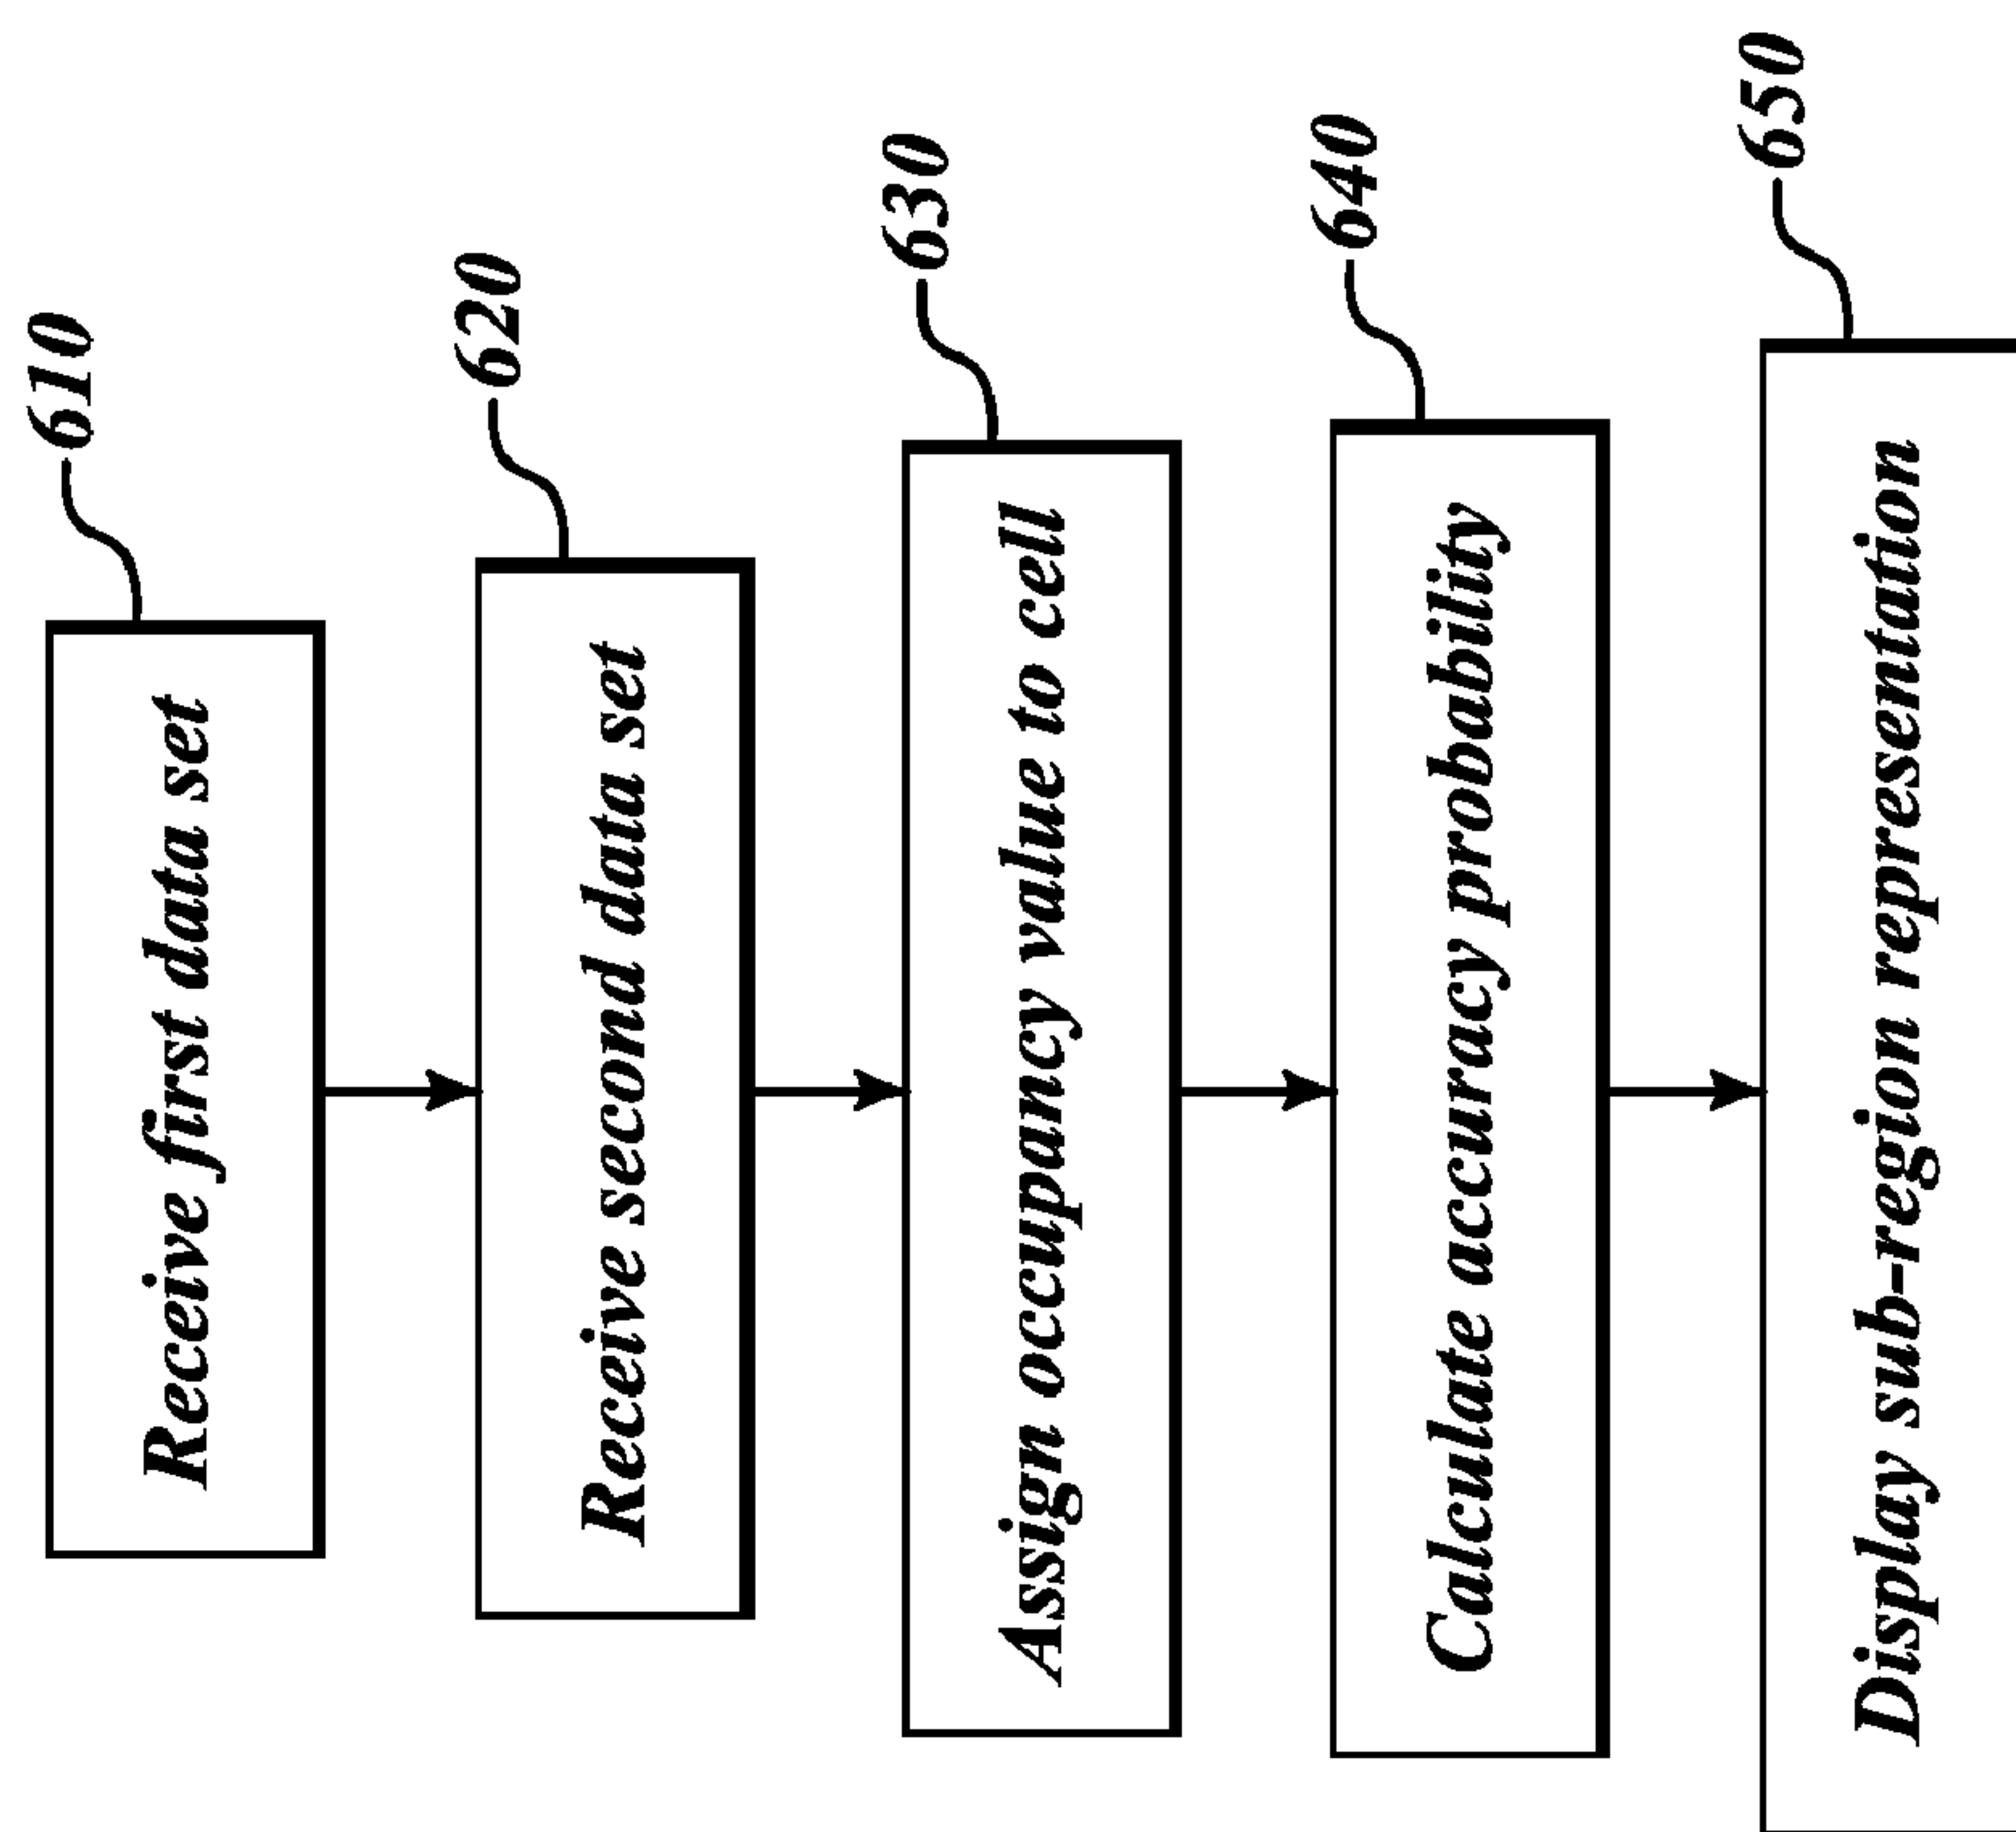 610
Receive first data set
620
Receive second data set
630
Assign occupancy value to cell
640
Calculate accuracy probability
650
Display sub-region representation